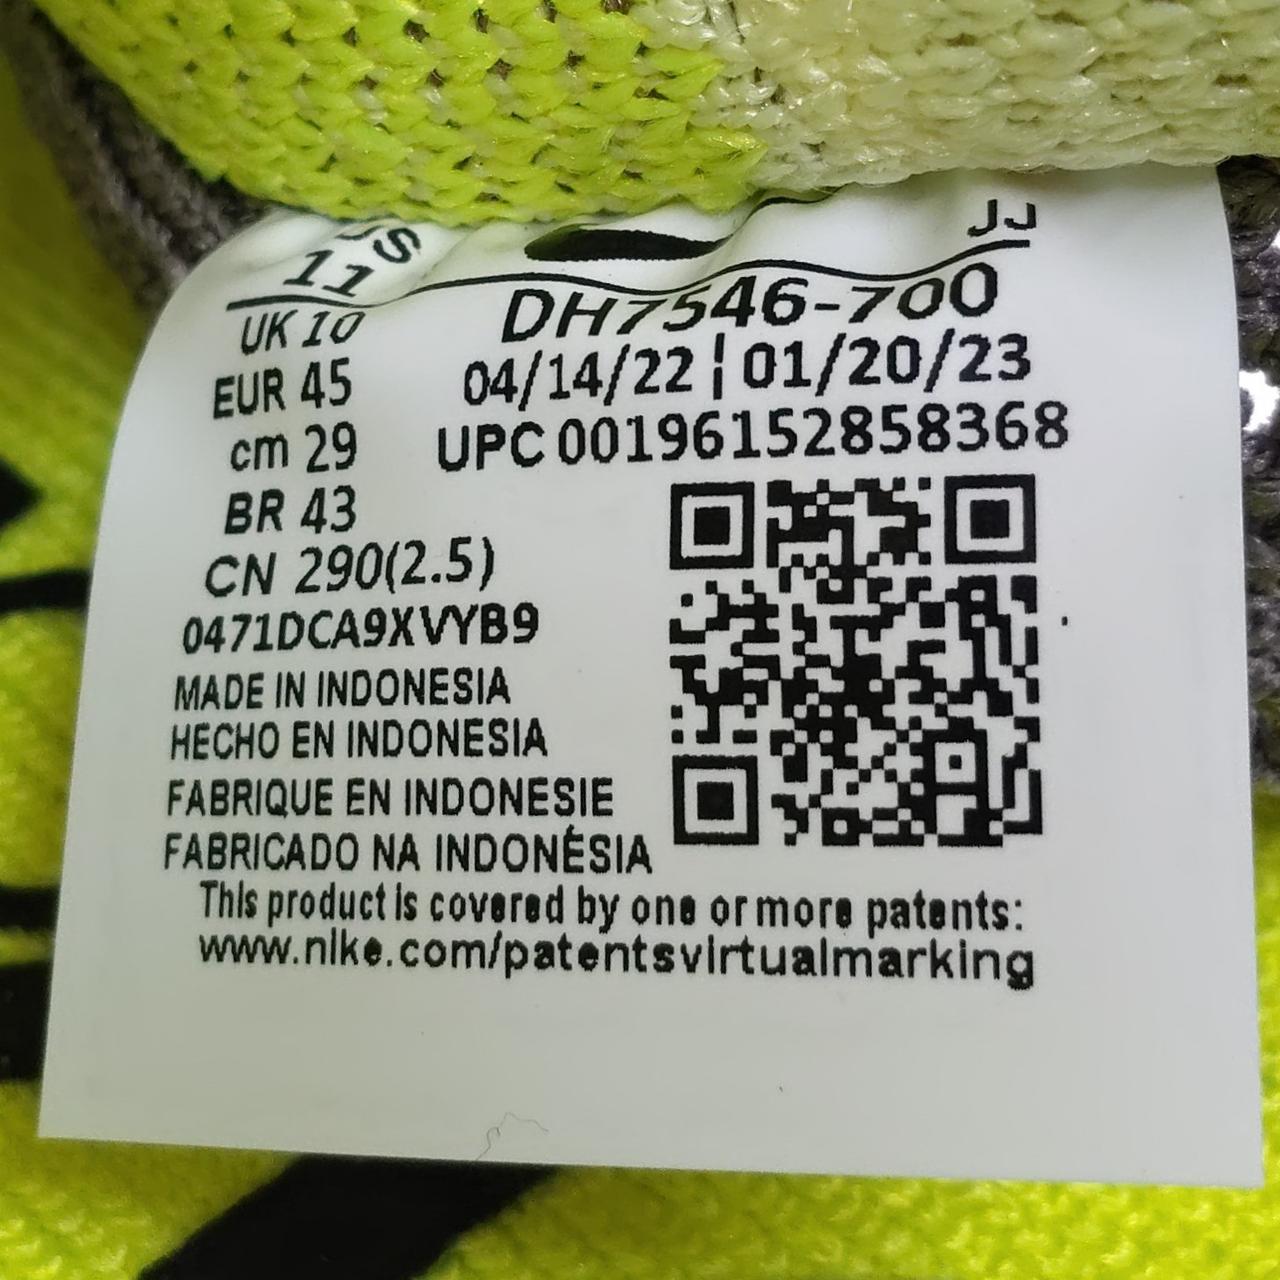 US
11
JJ
UK 10
DH7546-700
EUR 45
04/14/22 ¦ 01/20/23
cm 29
UPC 00196152858368
BR 43
CN 290(2.5)
0471DCA9XVYB9
MADE IN INDONESIA
HECHO EN INDONESIA
FABRIQUE EN INDONESIE
FABRICADO NA INDONÉSIA
This product is covered by one or more patents:
www.nike.com/patentsvirtualmarking